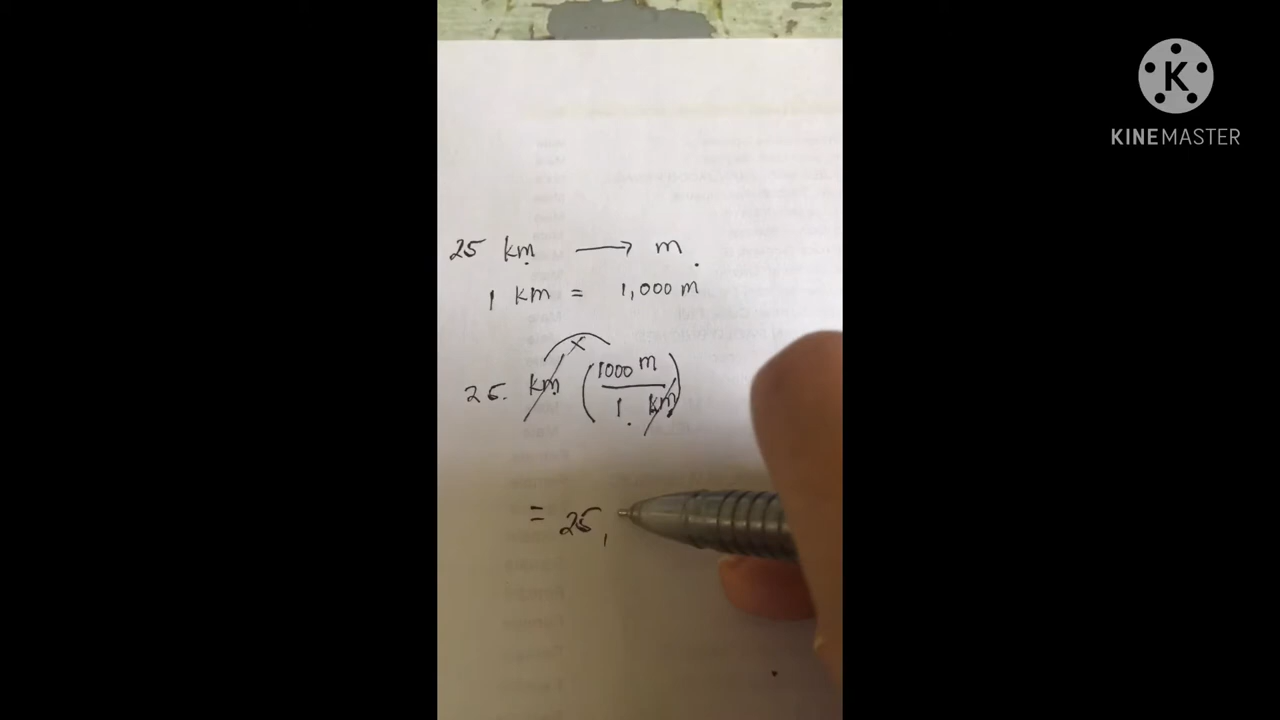 KINEMASTER
25 km → m
1 km = 1,000 m
25 km (1000 m / 1 km)
×
= 25,